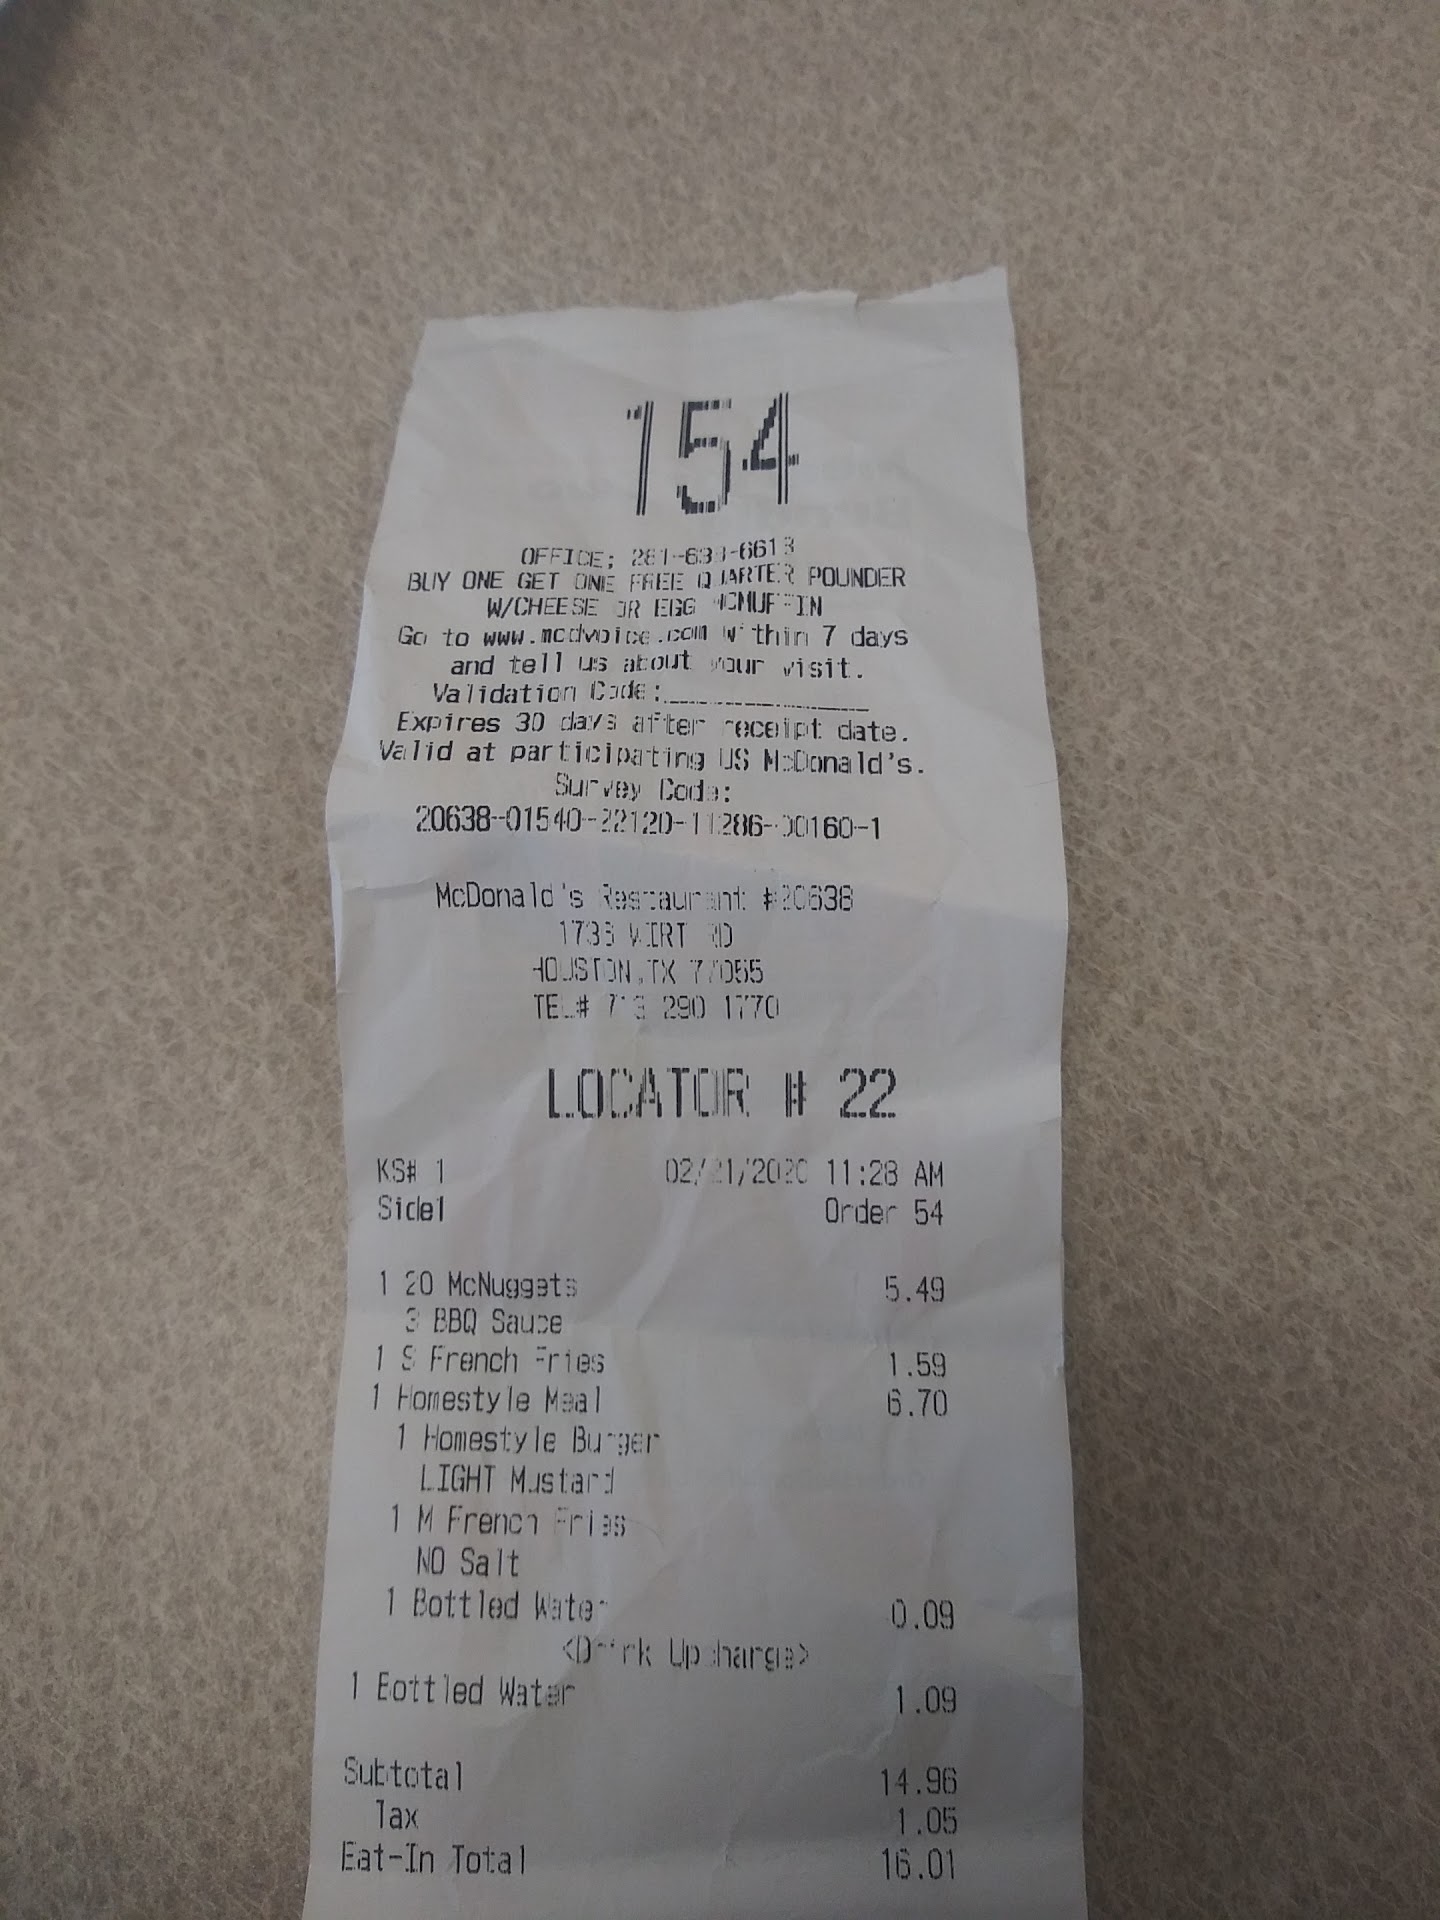 154
OFFICE; 281-633-6613
BUY ONE GET ONE FREE QUARTER POUNDER
W/CHEESE OR EGG MCMUFFIN
Go to www.mcdvoice.com within 7 days
and tell us about your visit.
Validation Code:
Expires 30 days after receipt date.
Valid at participating US McDonald's.
Survey Code:
20638-01540-22120-11286-00160-1
McDonald's Restaurant #20638
WIRT RD
HOUSTON,TX 77055
TEL# 713 290 1770
LOCATOR # 22
KS# 1 02/21/2020 11:28 AM
Side1 Order 54
1 20 McNuggets 5.49
3 BBQ Sauce
1 S French Fries 1.59
1 Homestyle Meal 6.70
1 Homestyle Burger
LIGHT Mustard
1 M French Fries
NO Salt
1 Bottled Water 0.09
<Drink Upcharge>
1 Bottled Water 1.09
Subtotal 14.96
Tax 1.05
Eat-In Total 16.01